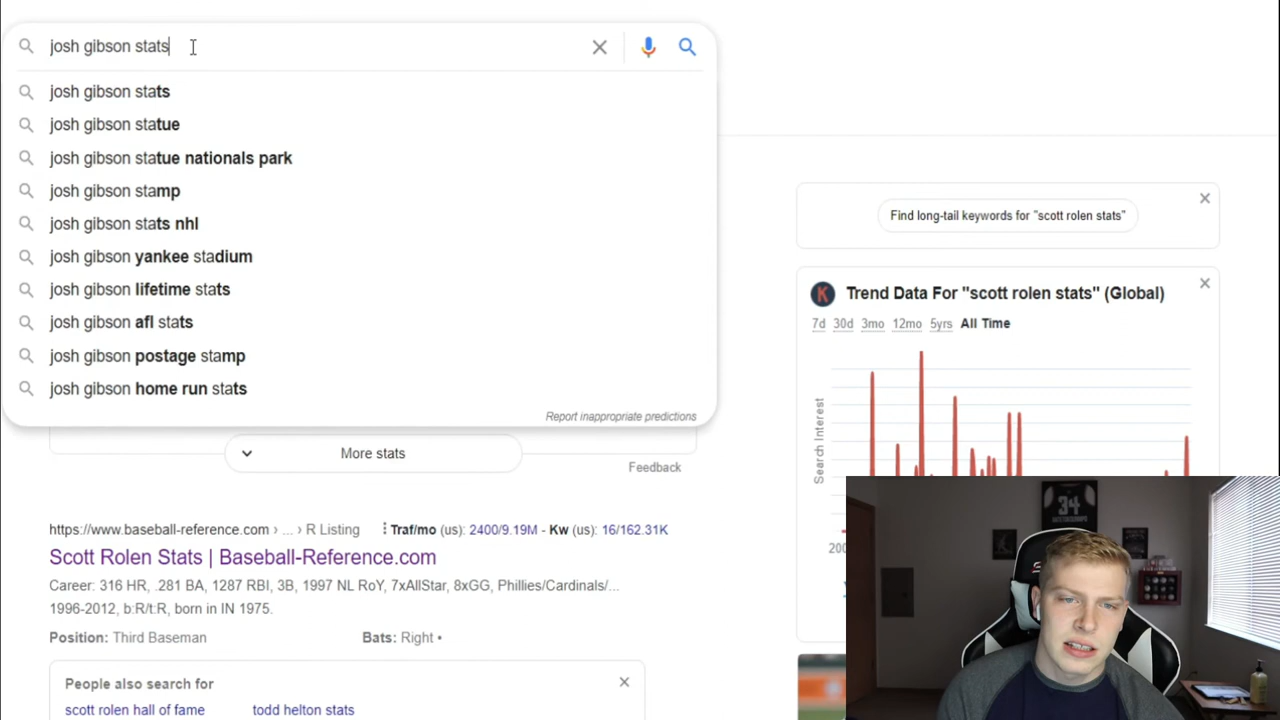 josh gibson stats
josh gibson stats
josh gibson statue
josh gibson statue nationals park
josh gibson stamp
josh gibson stats nhl
josh gibson yankee stadium
josh gibson lifetime stats
josh gibson afl stats
josh gibson postage stamp
josh gibson home run stats
Report inappropriate predictions
More stats
Feedback
https://www.baseball-reference.com › ... › R Listing Traf/mo (us): 2400/9.19M - Kw (us): 16/162.31K
Scott Rolen Stats | Baseball-Reference.com
Career: 316 HR, .281 BA, 1287 RBI, 3B, 1997 NL RoY, 7xAllStar, 8xGG, Phillies/Cardinals/...
1996-2012, b:R/t:R, born in IN 1975.
Position: Third Baseman Bats: Right •
People also search for
scott rolen hall of fame todd helton stats
Find long-tail keywords for "scott rolen stats"
K
Trend Data For "scott rolen stats" (Global)
7d 30d 3mo 12mo 5yrs All Time
Search Interest
34